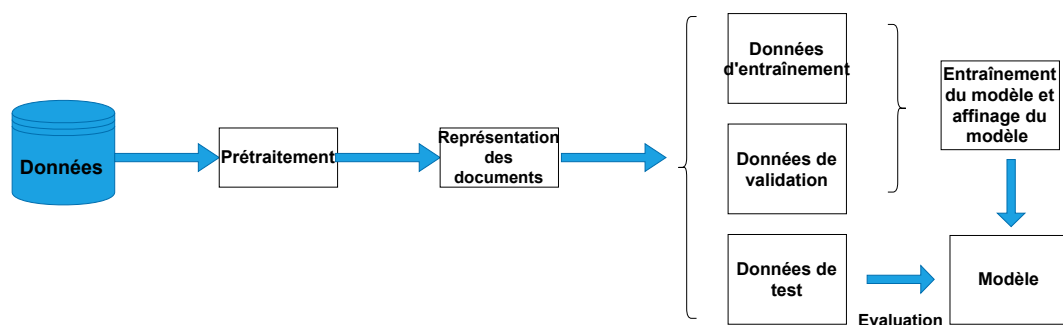 Données
Prétraitement
Représentation
des
documents
Données
d'entraînement
Données de
validation
Données de
test
Entraînement
du modèle et
affinage du
modèle
Evaluation
Modèle